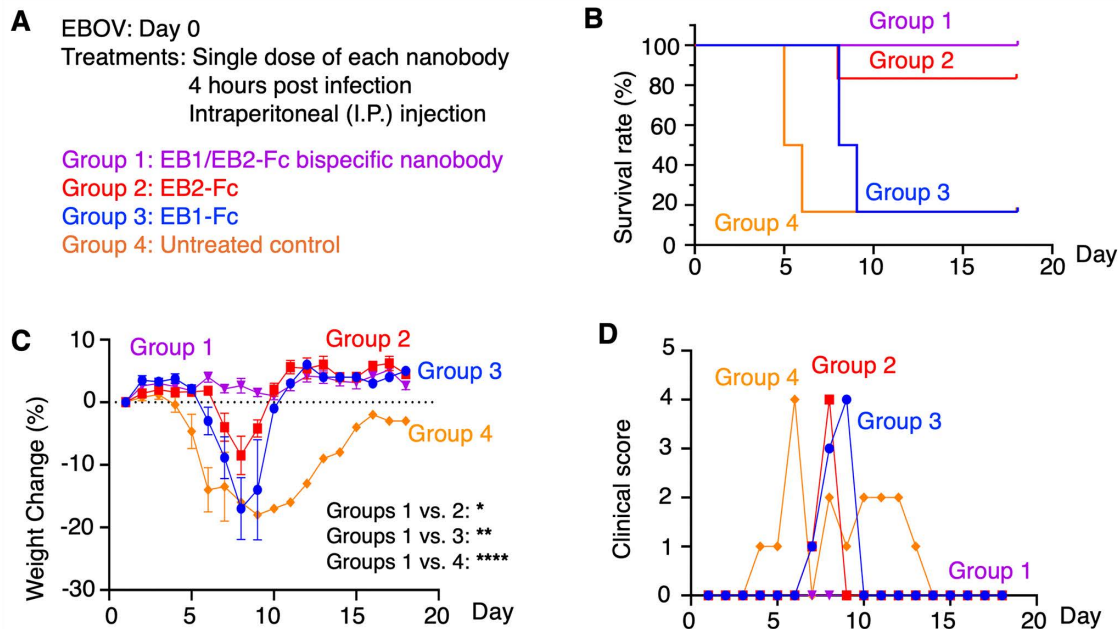 A
EBOV: Day 0
Treatments: Single dose of each nanobody
4 hours post infection
Intraperitoneal (I.P.) injection
Group 1: EB1/EB2-Fc bispecific nanobody
Group 2: EB2-Fc
Group 3: EB1-Fc
Group 4: Untreated control
B
Group 1
Group 2
Group 3
Group 4
Survival rate (%)
100
80
60
40
20
0
0 5 10 15 20 Day
C
Group 1
Group 2
Group 3
Group 4
Weight Change (%)
10
0
-10
-20
-30
Groups 1 vs. 2: *
Groups 1 vs. 3: **
Groups 1 vs. 4: ****
0 5 10 15 20 Day
D
Group 4
Group 2
Group 3
Group 1
Clinical score
5
4
3
2
1
0
0 5 10 15 20 Day